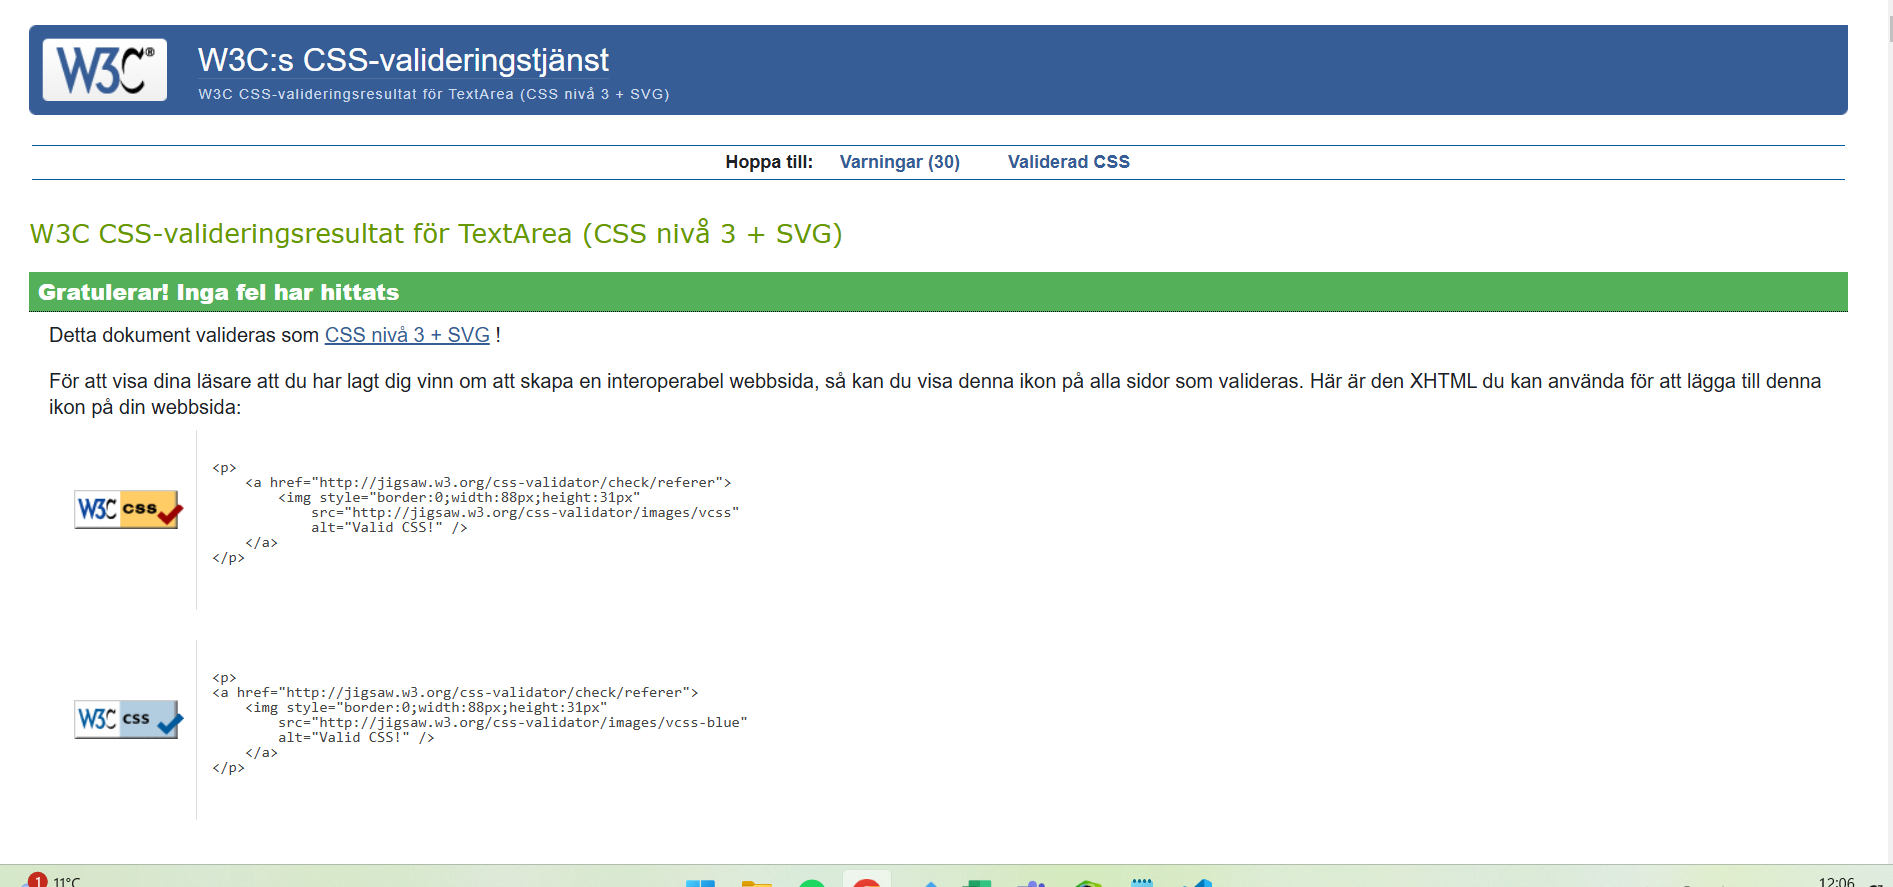 W3C®
W3C:s CSS-valideringstjänst
W3C CSS-valideringsresultat för TextArea (CSS nivå 3 + SVG)
Hoppa till: Varningar (30) Validerad CSS
W3C CSS-valideringsresultat för TextArea (CSS nivå 3 + SVG)
Gratulerar! Inga fel har hittats
Detta dokument valideras som CSS nivå 3 + SVG !
För att visa dina läsare att du har lagt dig vinn om att skapa en interoperabel webbsida, så kan du visa denna ikon på alla sidor som valideras. Här är den XHTML du kan använda för att lägga till denna
ikon på din webbsida:
W3C css
<p>
    <a href="http://jigsaw.w3.org/css-validator/check/referer">
        <img style="border:0;width:88px;height:31px"
            src="http://jigsaw.w3.org/css-validator/images/vcss"
            alt="Valid CSS!" />
    </a>
</p>
W3C css
<p>
<a href="http://jigsaw.w3.org/css-validator/check/referer">
    <img style="border:0;width:88px;height:31px"
        src="http://jigsaw.w3.org/css-validator/images/vcss-blue"
        alt="Valid CSS!" />
    </a>
</p>
1 11°C
12:06